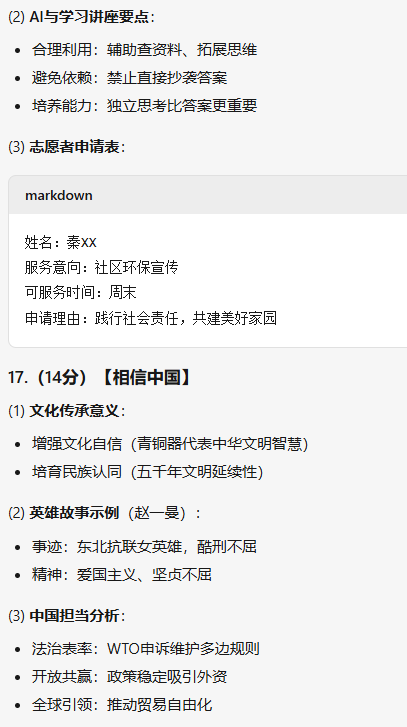 (2) AI与学习讲座要点：
• 合理利用：辅助查资料、拓展思维
• 避免依赖：禁止直接抄袭答案
• 培养能力：独立思考比答案更重要
(3) 志愿者申请表：
markdown
姓名：秦XX
服务意向：社区环保宣传
可服务时间：周末
申请理由：践行社会责任，共建美好家园
17.（14分）【相信中国】
(1) 文化传承意义：
• 增强文化自信（青铜器代表中华文明智慧）
• 培育民族认同（五千年文明延续性）
(2) 英雄故事示例（赵一曼）：
• 事迹：东北抗联女英雄，酷刑不屈
• 精神：爱国主义、坚贞不屈
(3) 中国担当分析：
• 法治表率：WTO申诉维护多边规则
• 开放共赢：政策稳定吸引外资
• 全球引领：推动贸易自由化